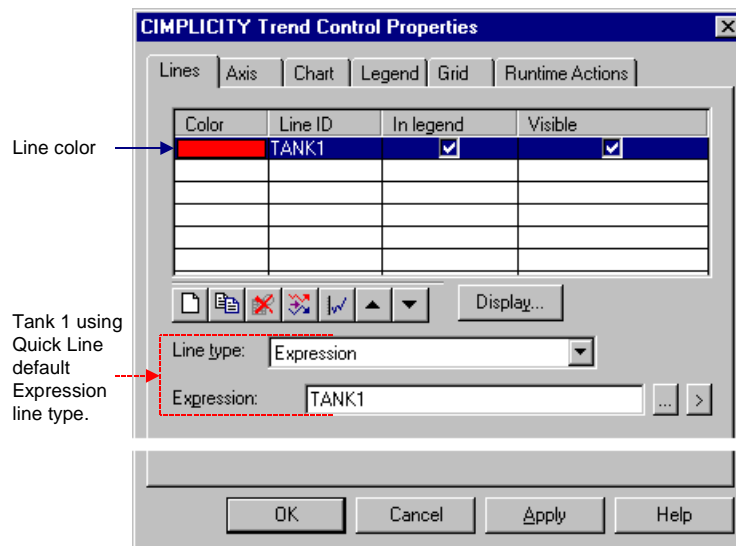 CIMPLICITY Trend Control Properties
Lines Axis Chart Legend Grid Runtime Actions
Color Line ID In legend Visible
Line color
TANK1
Display...
Tank 1 using
Quick Line
default
Expression
line type.
Line type: Expression
Expression: TANK1 ... >
OK Cancel Apply Help